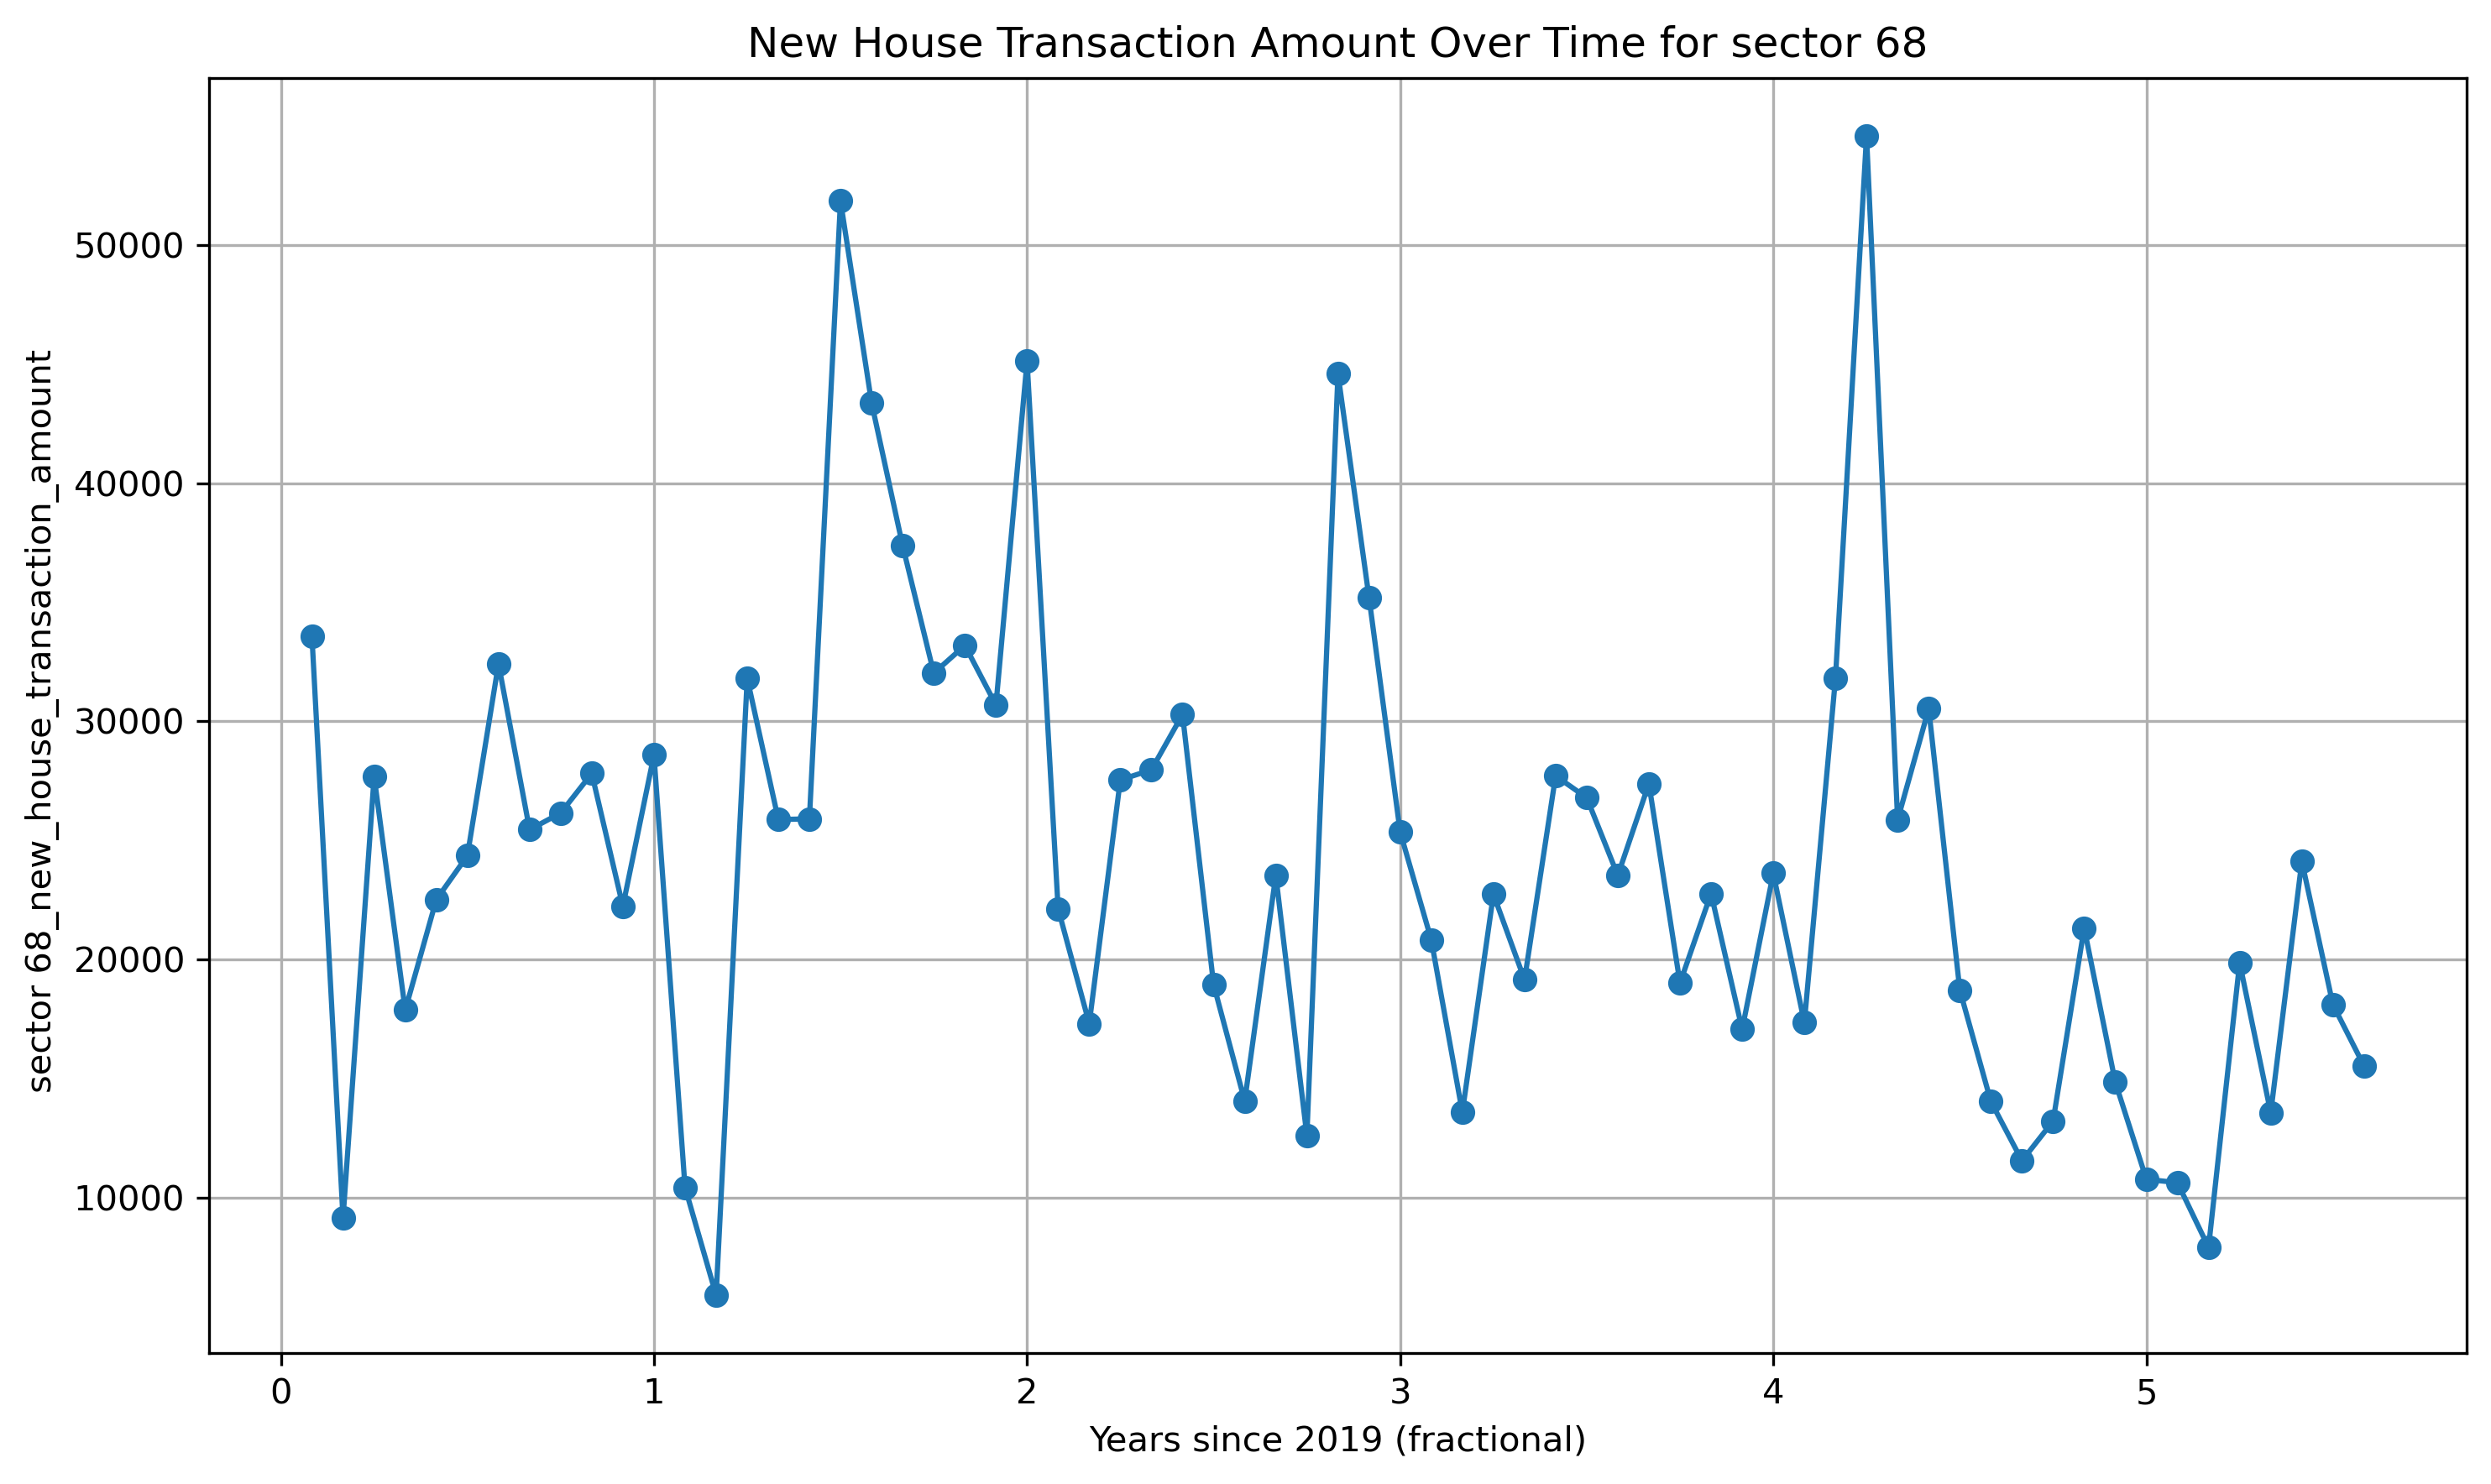 New House Transaction Amount Over Time for sector 68
sector 68_new_house_transaction_amount
50000
40000
30000
20000
10000
0 1 2 3 4 5
Years since 2019 (fractional)